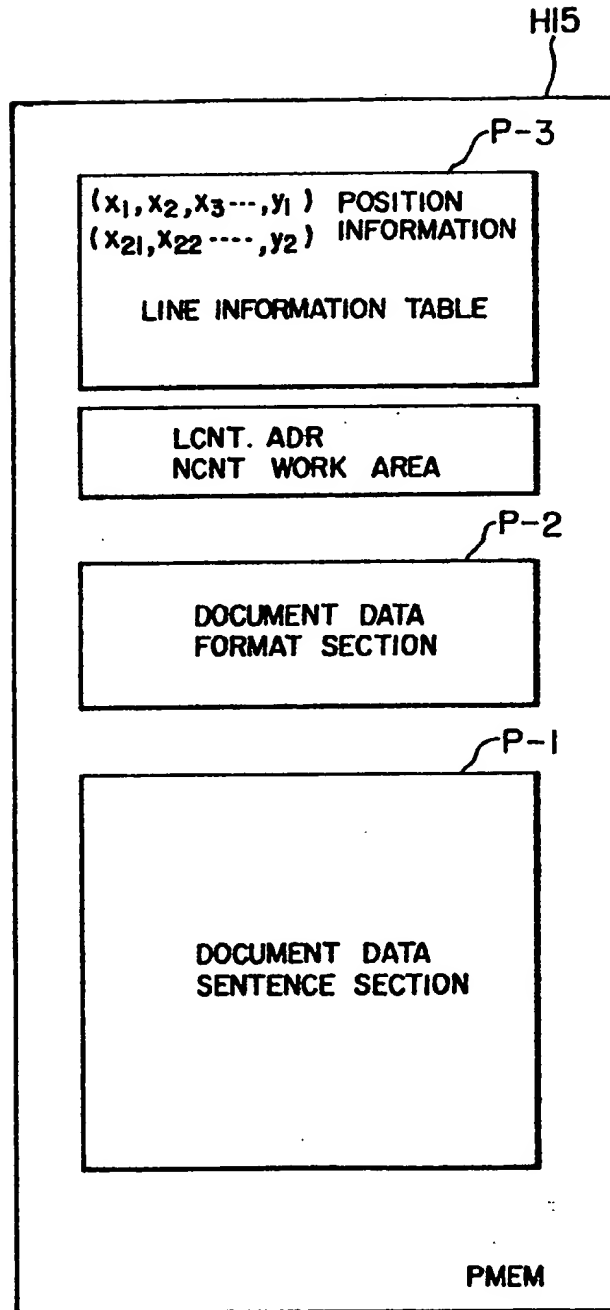 H15
P-3
(x1, x2, x3---, y1) POSITION
(x21, x22----, y2) INFORMATION
LINE INFORMATION TABLE
LCNT. ADR
NCNT WORK AREA
P-2
DOCUMENT DATA
FORMAT SECTION
P-1
DOCUMENT DATA
SENTENCE SECTION
PMEM